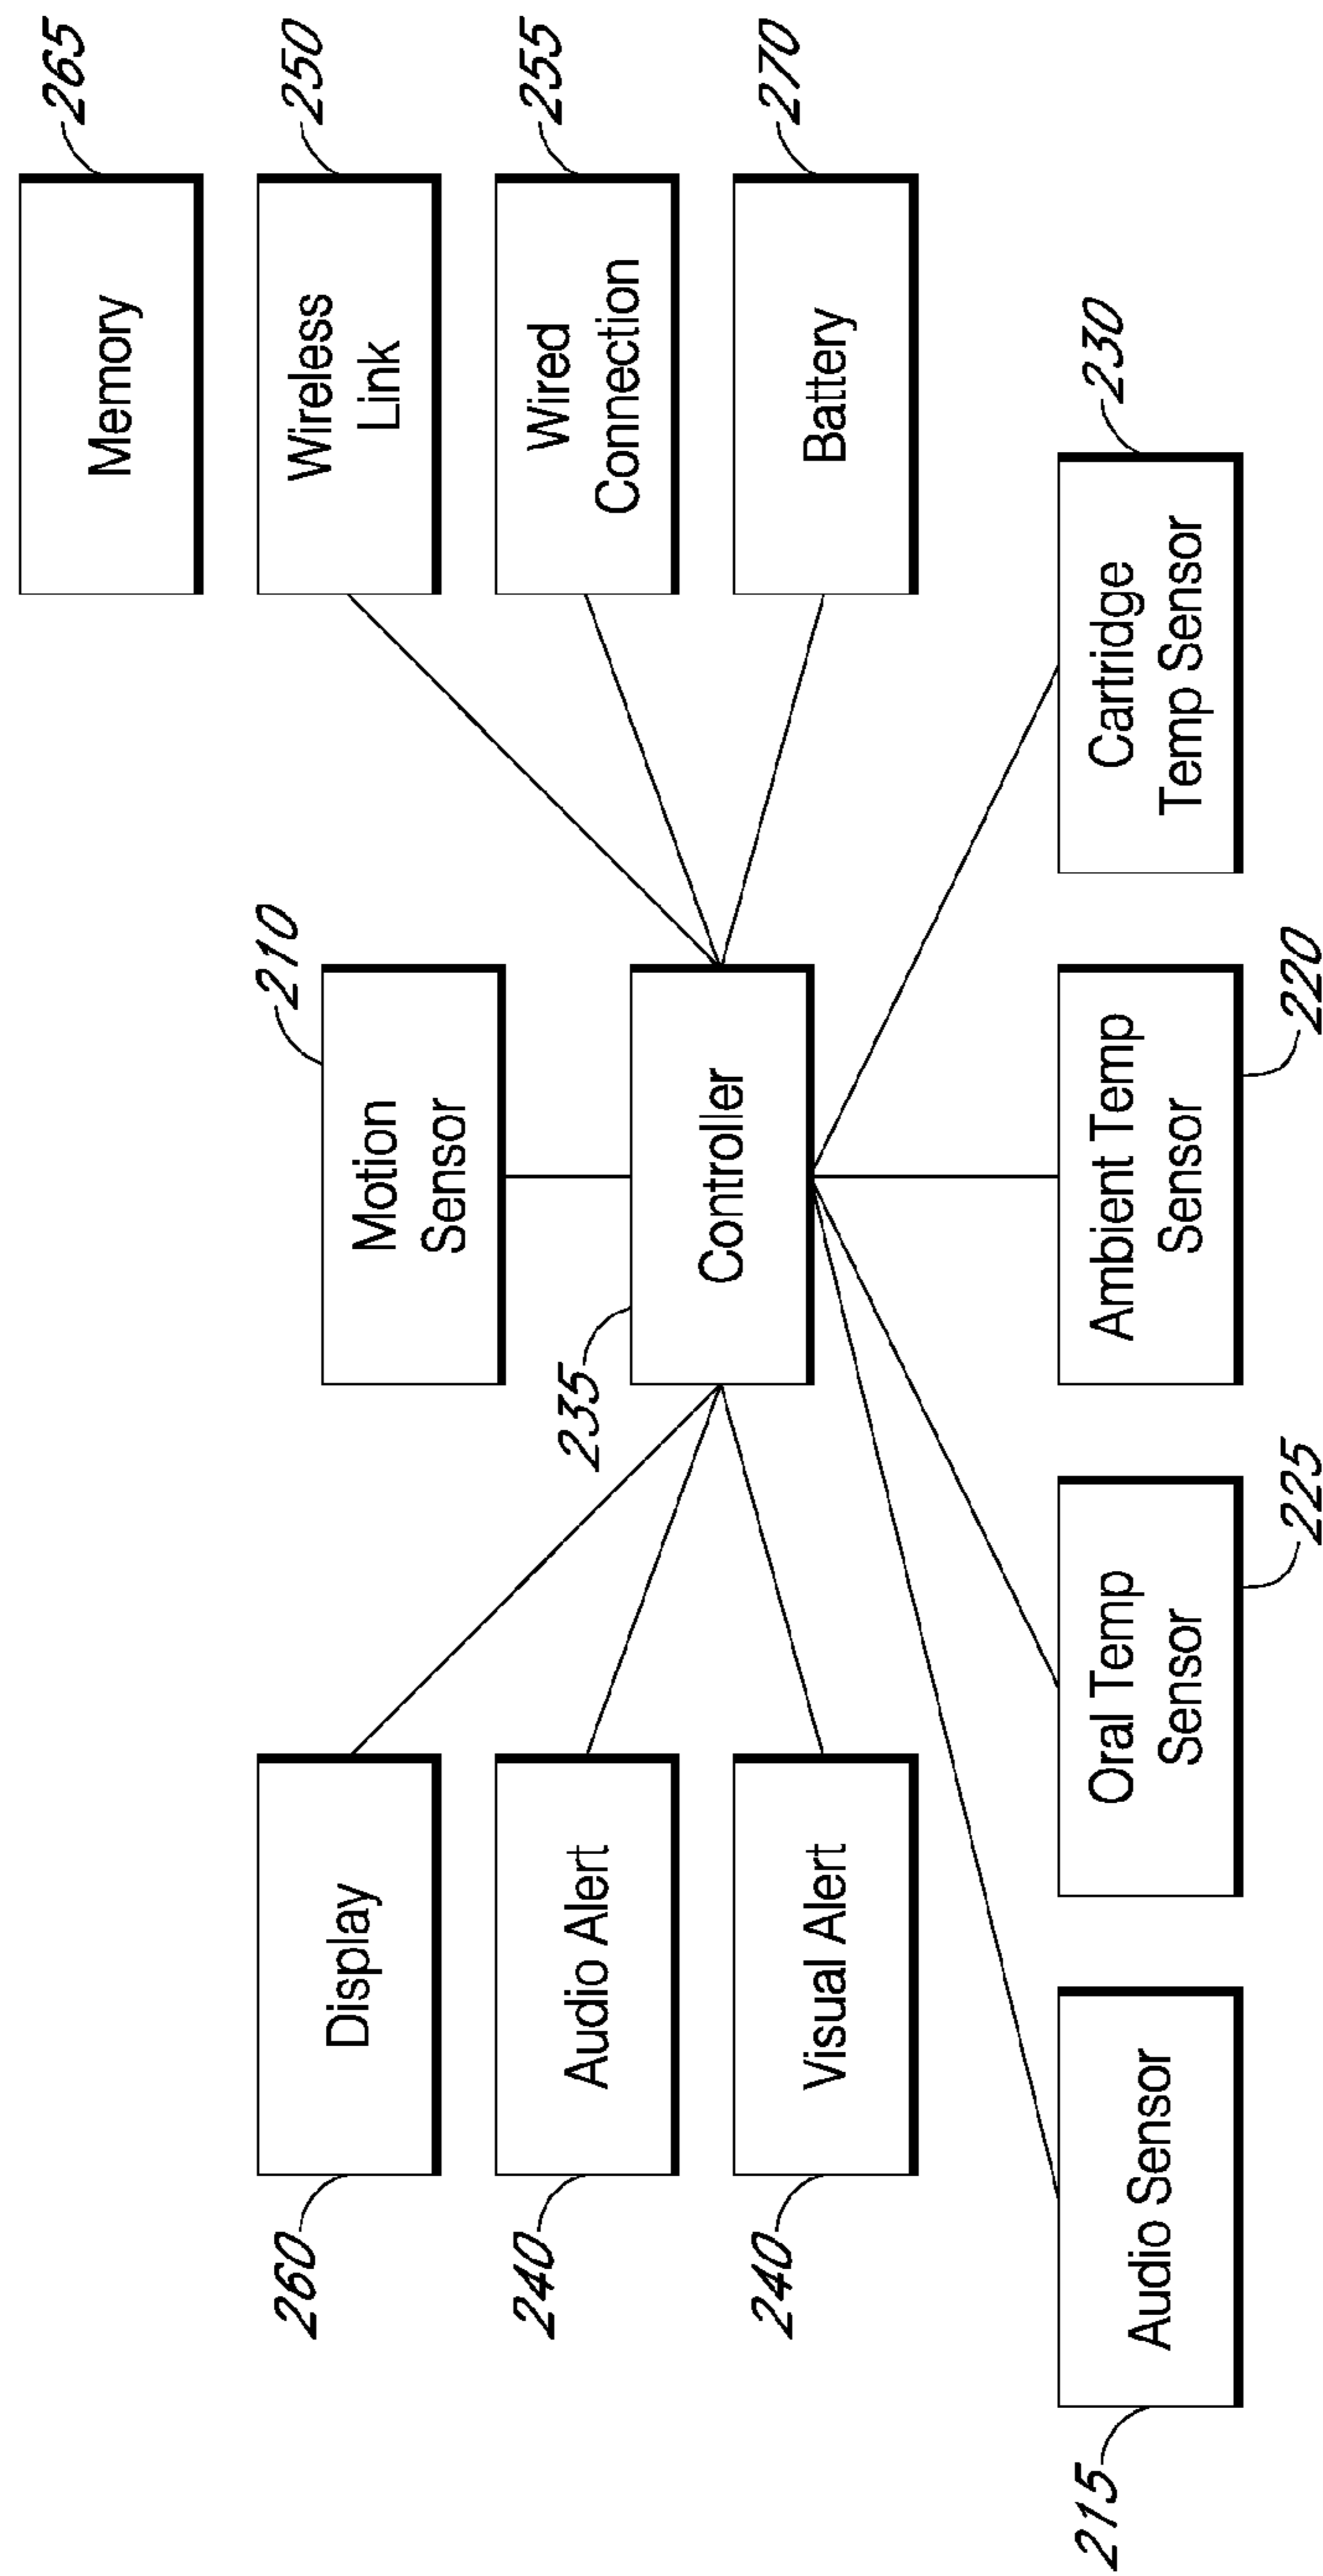 265
Memory
210
250
Motion
Sensor
Wireless
Link
260
Display
235
Controller
255
Wired
Connection
240
Audio Alert
270
Battery
240
Visual Alert
230
215
Audio Sensor
Oral Temp
Sensor
225
Ambient Temp
Sensor
220
Cartridge
Temp Sensor